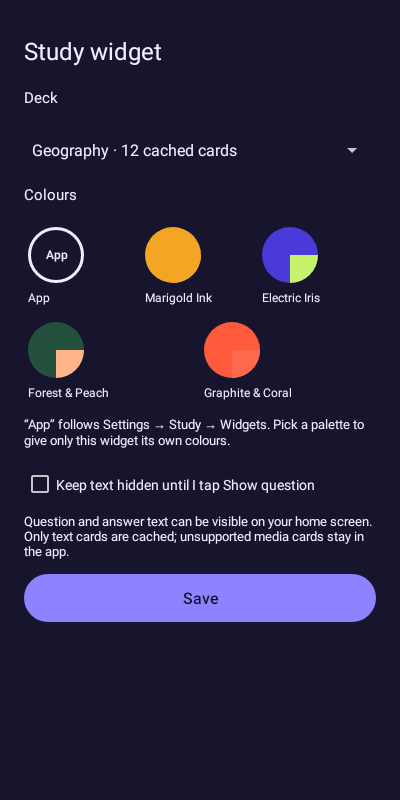 Study widget
Deck
Geography · 12 cached cards
Colours
App
App
Marigold Ink
Electric Iris
Forest & Peach
Graphite & Coral
“App” follows Settings → Study → Widgets. Pick a palette to
give only this widget its own colours.
Keep text hidden until I tap Show question
Question and answer text can be visible on your home screen.
Only text cards are cached; unsupported media cards stay in
the app.
Save